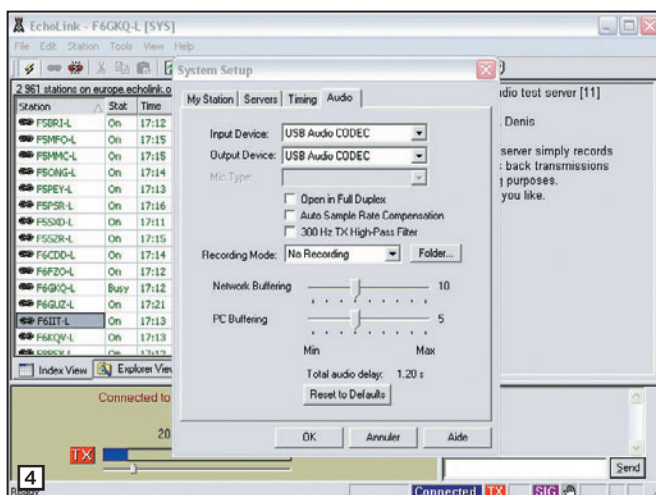 EchoLink - F6GKQ-L [SYS]
File Edit Station Tools View Help
2 961 stations on europe.echolink.o
Station Stat Time
F5BRI-L On 17:12
F5MFO-L On 17:15
F5MMC-L On 17:15
F5ONG-L On 17:14
F5PEY-L On 17:13
F5PSR-L On 17:16
F5SXD-L On 17:11
F5SZR-L On 17:15
F6CDD-L On 17:14
F6FZO-L On 17:12
F6GKQ-L Busy 17:12
F6GUZ-L On 17:21
F6IIT-L On 17:13
F6KQV-L On 17:13
On 17:13
Index View Explorer View
System Setup
My Station Servers Timing Audio
Input Device: USB Audio CODEC
Output Device: USB Audio CODEC
Mic Type:
Open in Full Duplex
Auto Sample Rate Compensation
300 Hz TX High-Pass Filter
Recording Mode: No Recording Folder...
Network Buffering 10
PC Buffering 5
Min Max
Total audio delay: 1.20 s
Reset to Defaults
OK Annuler Aide
dio test server [11]
Denis
server simply records
back transmissions
g purposes.
you like.
Connected to
20
TX
Send
4
Ready
Connected TX SIG